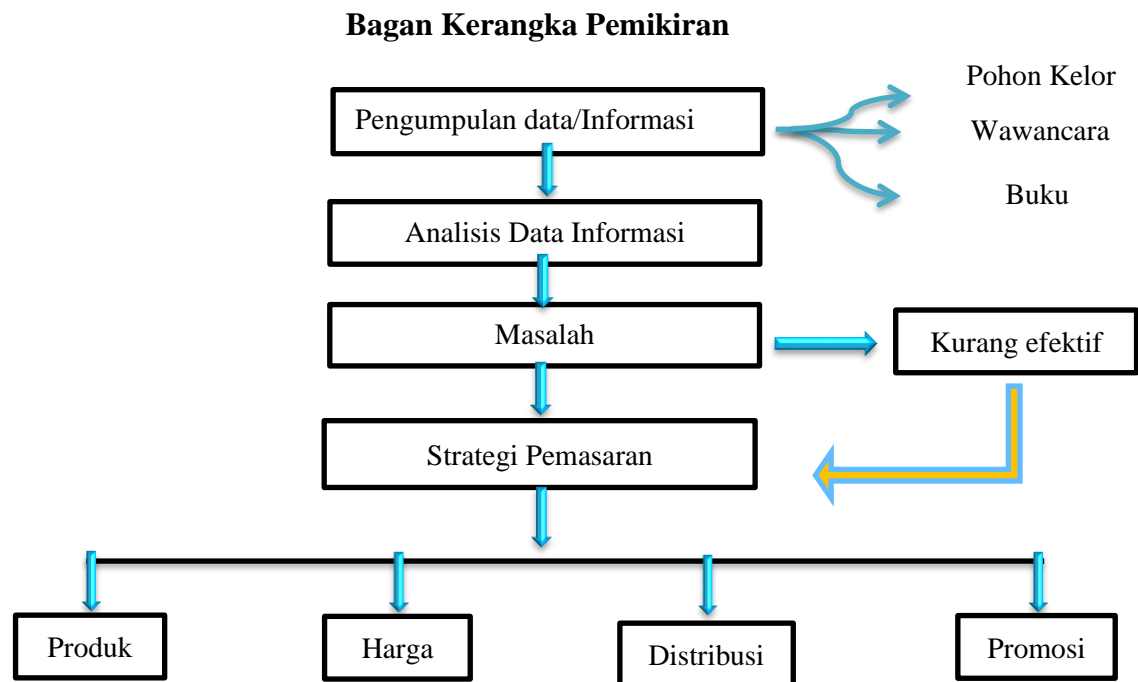 Bagan Kerangka Pemikiran
Pengumpulan data/Informasi
Pohon Kelor
Wawancara
Buku
Analisis Data Informasi
Masalah
Kurang efektif
Strategi Pemasaran
Produk
Harga
Distribusi
Promosi